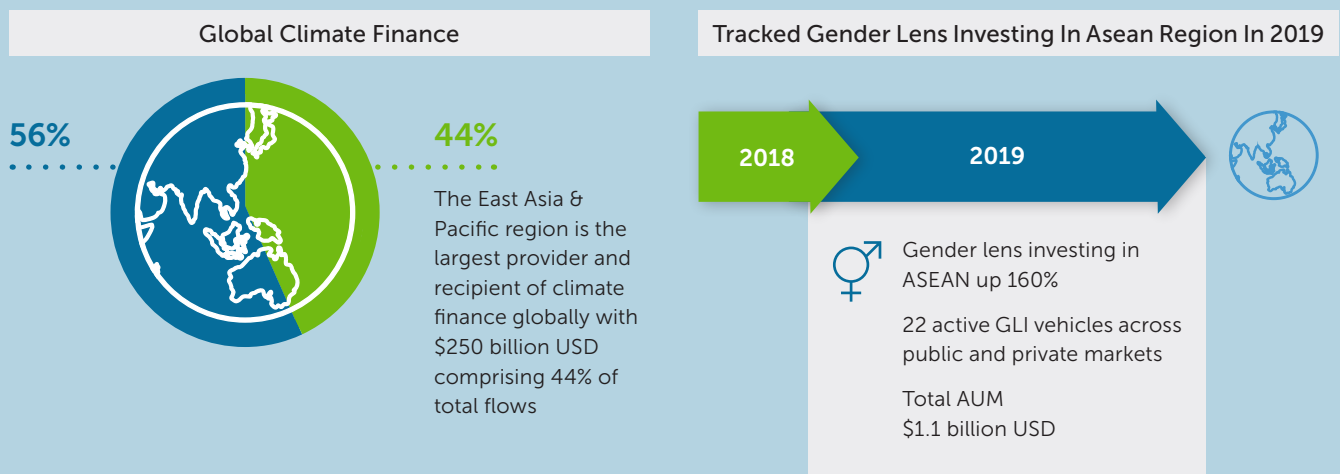 Global Climate Finance
56%
44%
The East Asia &
Pacific region is the
largest provider and
recipient of climate
finance globally with
$250 billion USD
comprising 44% of
total flows
Tracked Gender Lens Investing In Asean Region In 2019
2018
2019
Gender lens investing in
ASEAN up 160%
22 active GLI vehicles across
public and private markets
Total AUM
$1.1 billion USD